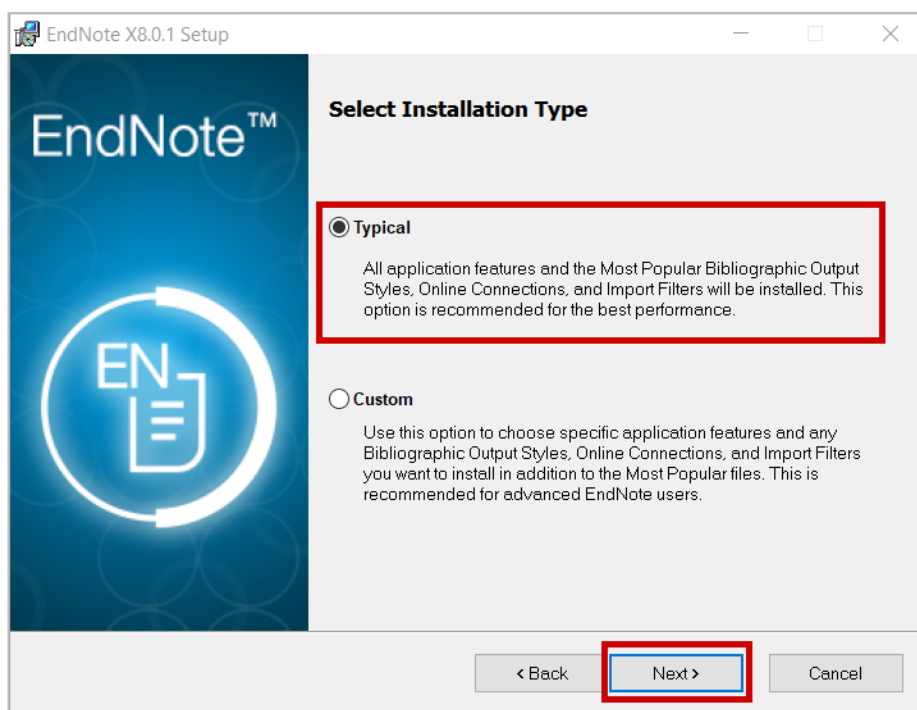 EndNote X8.0.1 Setup
EndNote™
Select Installation Type
Typical
All application features and the Most Popular Bibliographic Output
Styles, Online Connections, and Import Filters will be installed. This
option is recommended for the best performance.
EN
Custom
Use this option to choose specific application features and any
Bibliographic Output Styles, Online Connections, and Import Filters
you want to install in addition to the Most Popular files. This is
recommended for advanced EndNote users.
< Back
Next >
Cancel